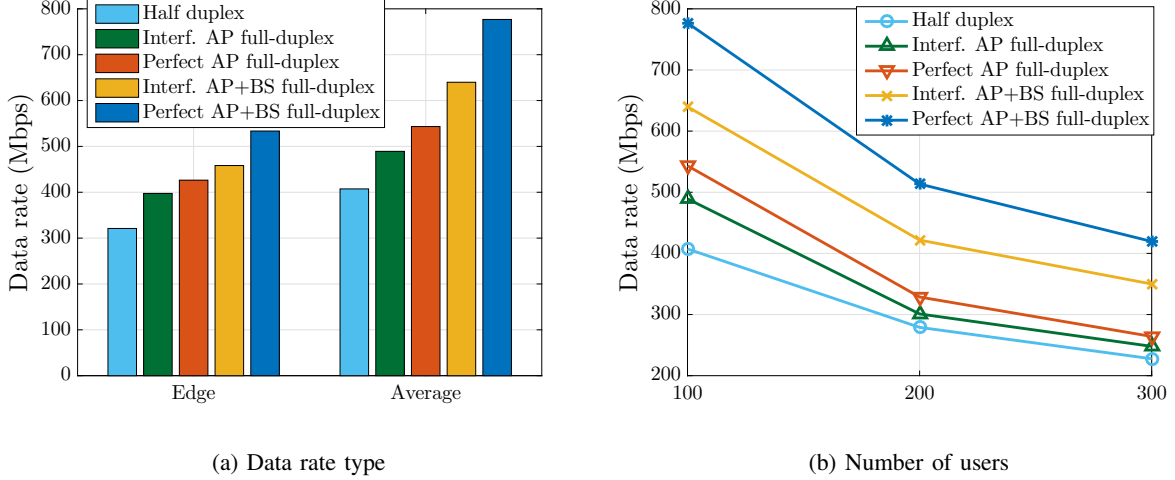 800
700
600
500
400
300
200
100
0
Data rate (Mbps)
Half duplex
Interf. AP full-duplex
Perfect AP full-duplex
Interf. AP+BS full-duplex
Perfect AP+BS full-duplex
Edge Average
(a) Data rate type
800
700
600
500
400
300
200
Data rate (Mbps)
Half duplex
Interf. AP full-duplex
Perfect AP full-duplex
Interf. AP+BS full-duplex
Perfect AP+BS full-duplex
100 200 300
(b) Number of users